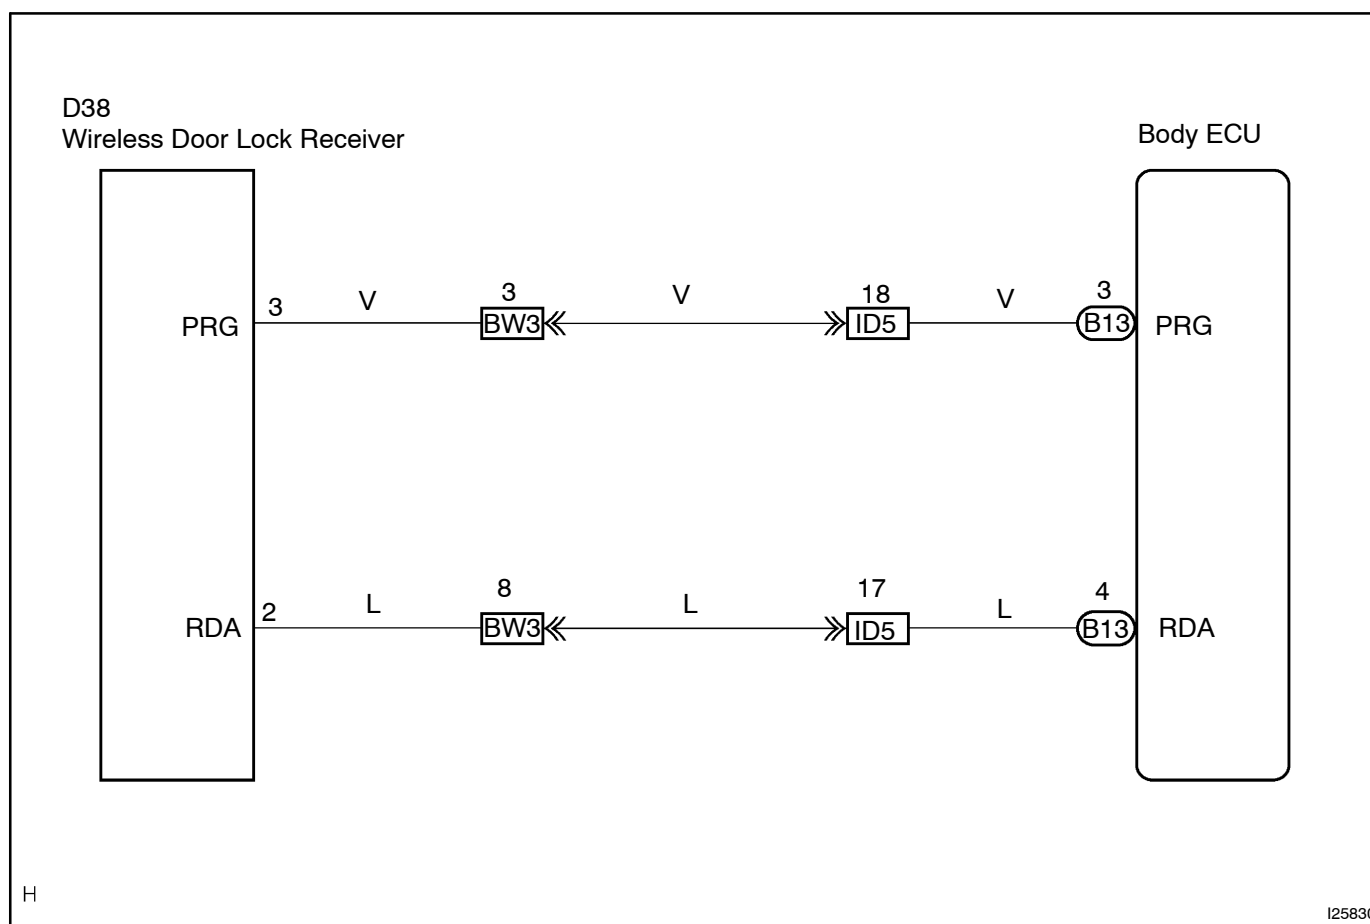 D38
Wireless Door Lock Receiver
Body ECU
PRG 3 V 3 BW3 V 18 ID5 V 3 B13 PRG
RDA 2 L 8 BW3 L 17 ID5 L 4 B13 RDA
H
I25830